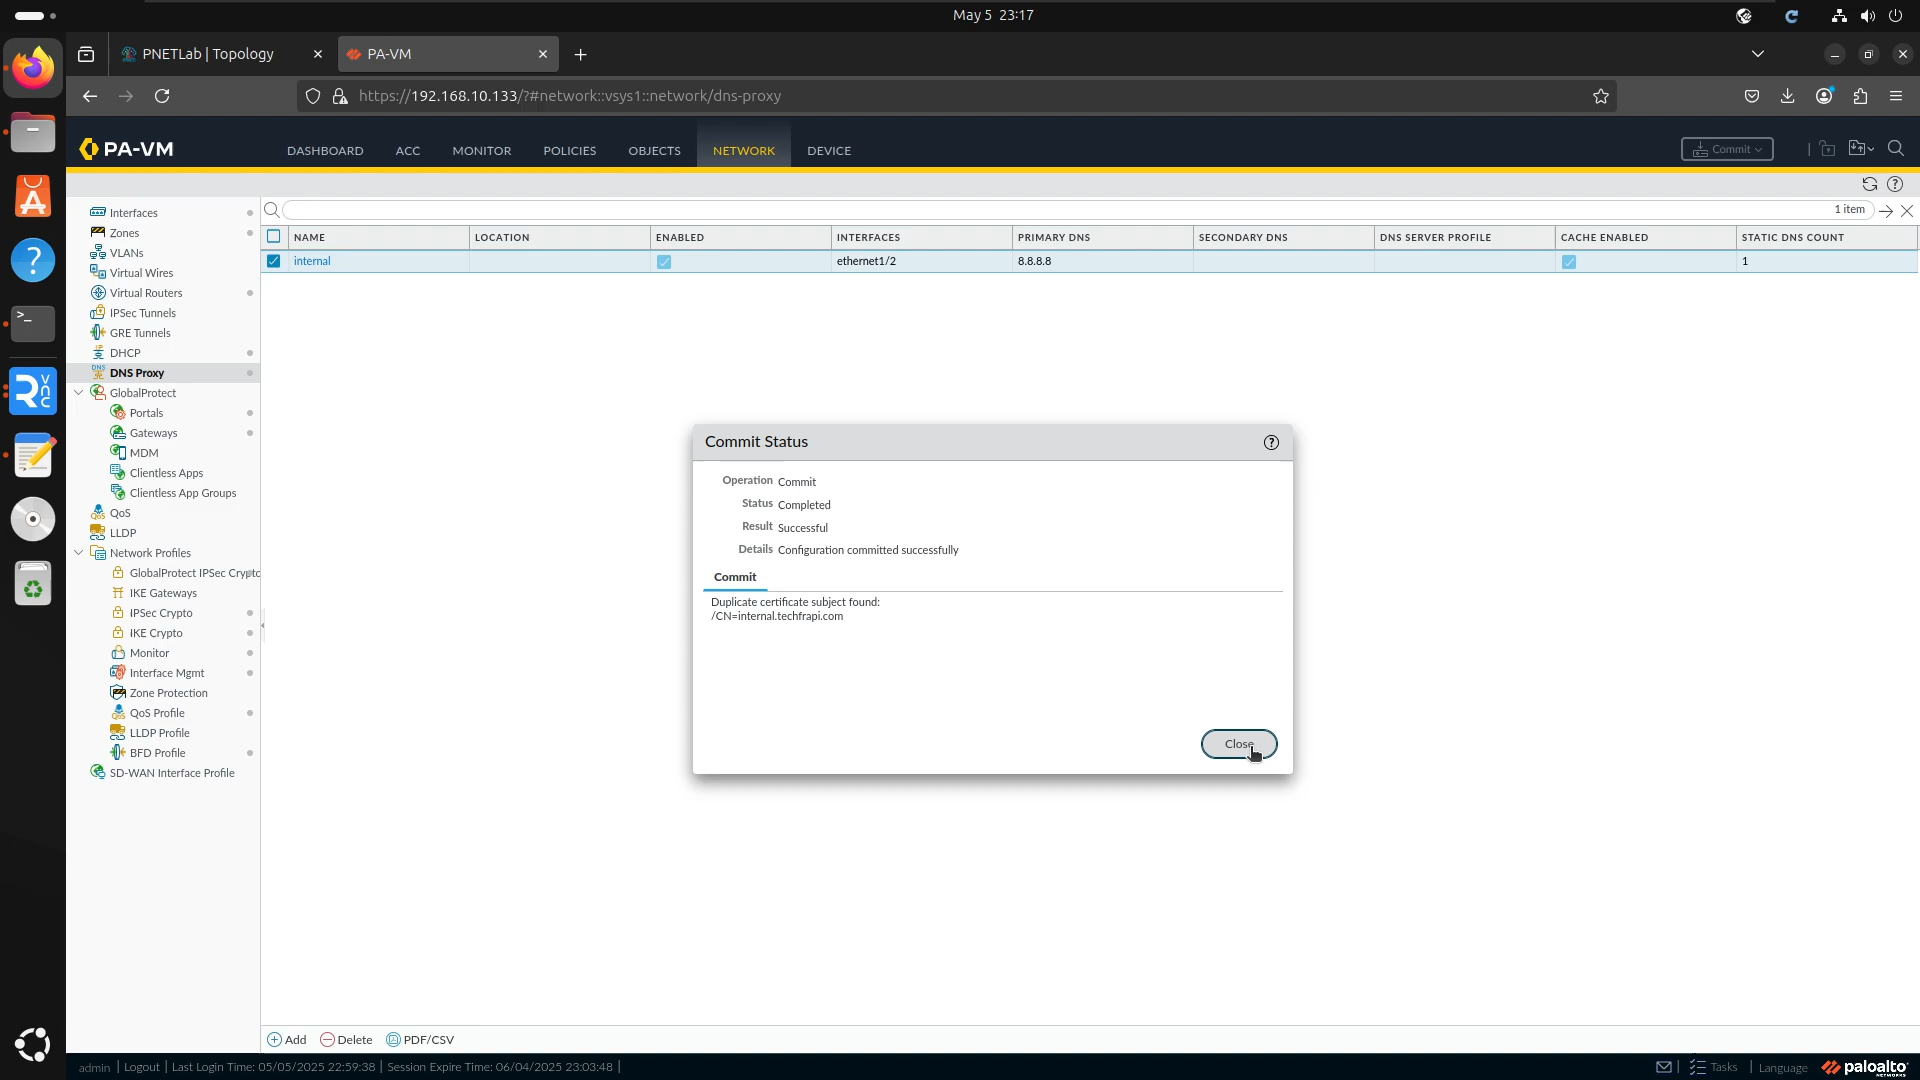 May 5 23:17
PNETLab | Topology
PA-VM
https://192.168.10.133/?#network::vsys1::network/dns-proxy
PA-VM
DASHBOARD
ACC
MONITOR
POLICIES
OBJECTS
NETWORK
DEVICE
Commit
Interfaces
Zones
VLANs
Virtual Wires
Virtual Routers
IPSec Tunnels
GRE Tunnels
DHCP
DNS
DNS Proxy
GlobalProtect
Portals
Gateways
MDM
Clientless Apps
Clientless App Groups
QoS
LLDP
Network Profiles
GlobalProtect IPSec Crypto
IKE Gateways
IPSec Crypto
IKE Crypto
Monitor
Interface Mgmt
Zone Protection
QoS Profile
LLDP Profile
BFD Profile
SD-WAN Interface Profile
1 item
NAME LOCATION ENABLED INTERFACES PRIMARY DNS SECONDARY DNS DNS SERVER PROFILE CACHE ENABLED STATIC DNS COUNT
internal ethernet1/2 8.8.8.8 1
Commit Status
Operation Commit
Status Completed
Result Successful
Details Configuration committed successfully
Commit
Duplicate certificate subject found:
/CN=internal.techfrapi.com
Close
Add
Delete
PDF/CSV
admin | Logout | Last Login Time: 05/05/2025 22:59:38 | Session Expire Time: 06/04/2025 23:03:48 |
Tasks | Language
paloalto
NETWORKS